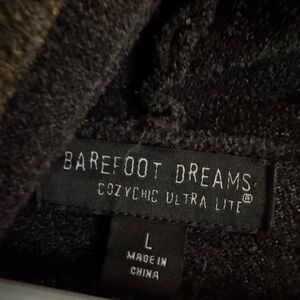 BAREFOOT DREAMS
COZYCHIC ULTRA LITE®
L
MADE IN
CHINA